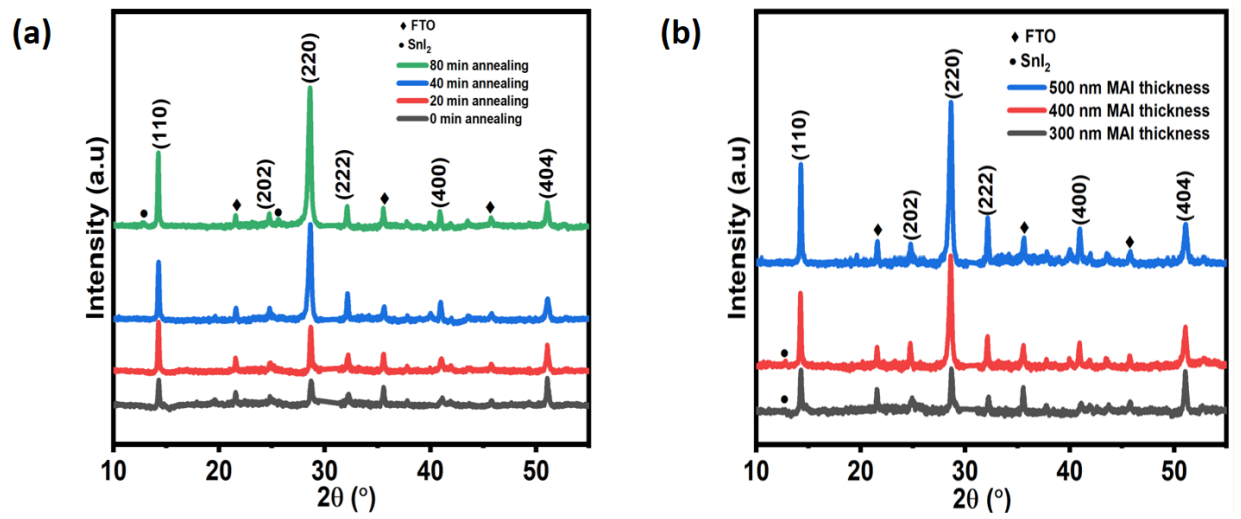 (a)
♦ FTO
• SnI₂
80 min annealing
40 min annealing
20 min annealing
0 min annealing
(110)
(202)
(220)
(222)
(400)
(404)
Intensity (a.u)
10 20 30 40 50
2θ (°)
(b)
♦ FTO
• SnI₂
500 nm MAI thickness
400 nm MAI thickness
300 nm MAI thickness
(110)
(202)
(220)
(222)
(400)
(404)
Intensity (a.u)
10 20 30 40 50
2θ (°)